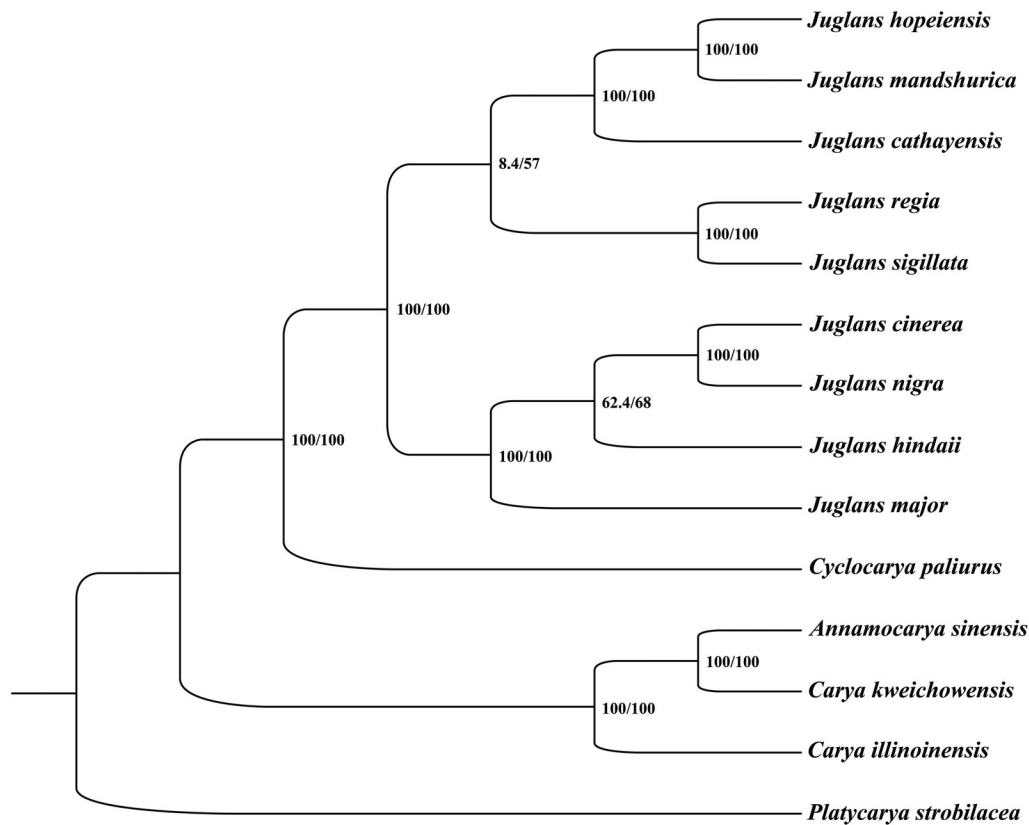 Juglans hopeiensis
100/100
Juglans mandshurica
100/100
Juglans cathayensis
8.4/57
Juglans regia
100/100
Juglans sigillata
100/100
Juglans cinerea
100/100
Juglans nigra
62.4/68
Juglans hindaii
100/100
100/100
Juglans major
Cyclocarya paliurus
Annamocarya sinensis
100/100
Carya kweichowensis
100/100
Carya illinoinensis
Platycarya strobilacea